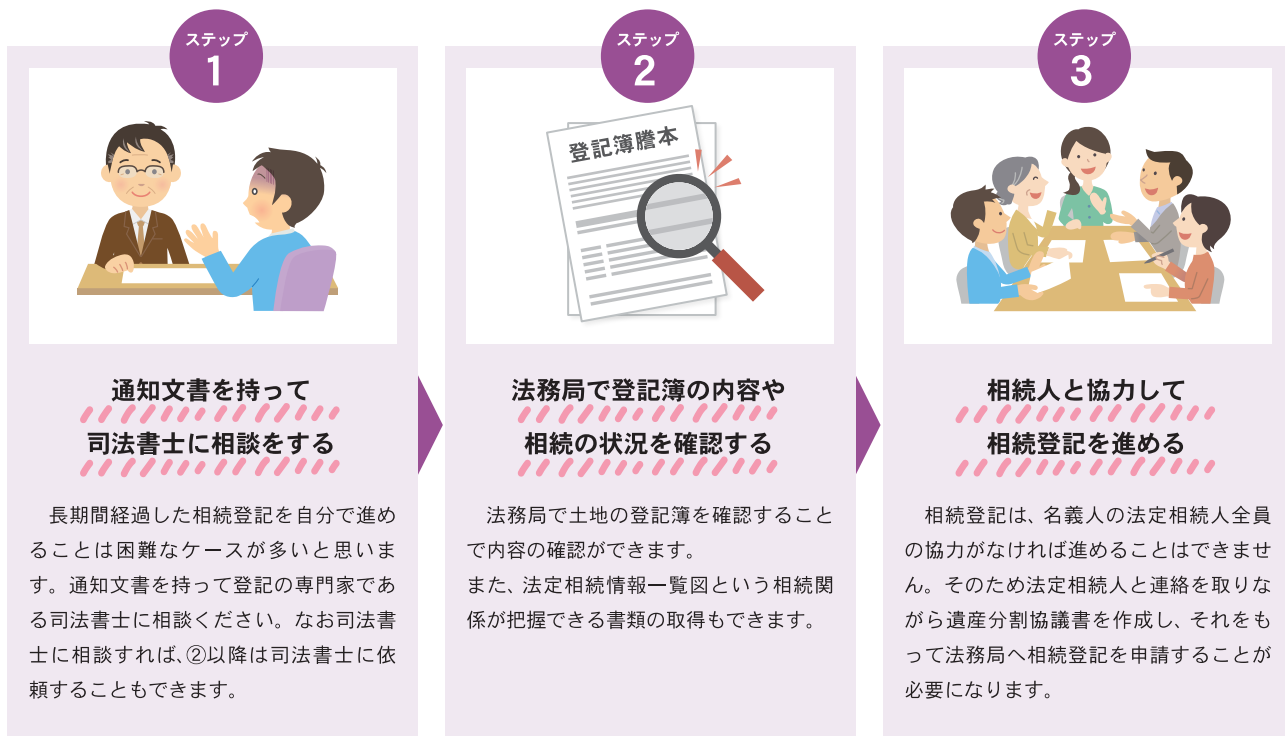 ステップ
1
通知文書を持って
司法書士に相談をする
長期間経過した相続登記を自分で進め
ることは困難なケースが多いと思いま
す。通知文書を持って登記の専門家であ
る司法書士に相談ください。なお司法書
士に相談すれば、②以降は司法書士に依
頼することもできます。
ステップ
2
登記簿謄本
法務局で登記簿の内容や
相続の状況を確認する
法務局で土地の登記簿を確認すること
で内容の確認ができます。
また、法定相続情報一覧図という相続関
係が把握できる書類の取得もできます。
ステップ
3
相続人と協力して
相続登記を進める
相続登記は、名義人の法定相続人全員
の協力がなければ進めることはできませ
ん。そのため法定相続人と連絡を取りな
がら遺産分割協議書を作成し、それをも
って法務局へ相続登記を申請することが
必要になります。